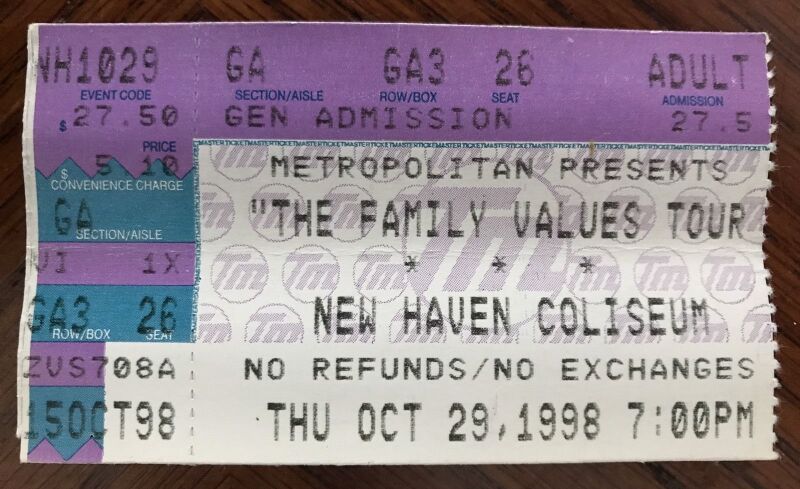 NH1029 GA GA3 26 ADULT
EVENT CODE SECTION/AISLE ROW/BOX SEAT ADMISSION
$ 27.50 GEN ADMISSION 27.5
PRICE
$ 5.10
CONVENIENCE CHARGE
METROPOLITAN PRESENTS
GA
SECTION/AISLE
"THE FAMILY VALUES TOUR
VI 1X
* * *
GA3 26
ROW/BOX SEAT
NEW HAVEN COLISEUM
ZVS708A
NO REFUNDS/NO EXCHANGES
15OCT98
THU OCT 29,1998 7:00PM